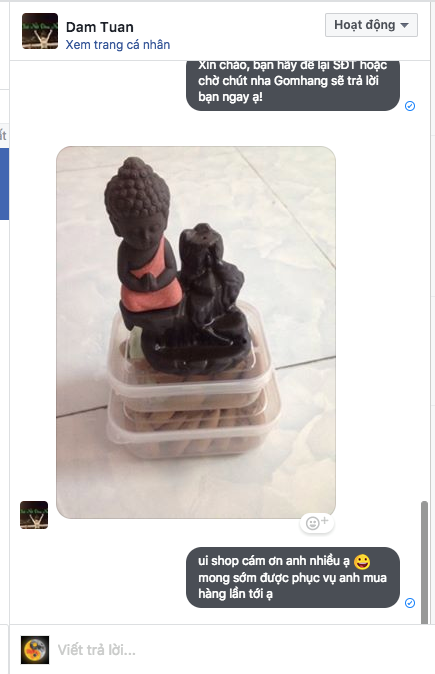 Dam Tuan
Xem trang cá nhân
Hoạt động
Xin chào, bạn hãy để lại SĐT hoặc
chờ chút nha Gomhang sẽ trả lời
bạn ngay ạ!
ui shop cám ơn anh nhiều ạ 😀
mong sớm được phục vụ anh mua
hàng lần tới ạ
Viết trả lời...